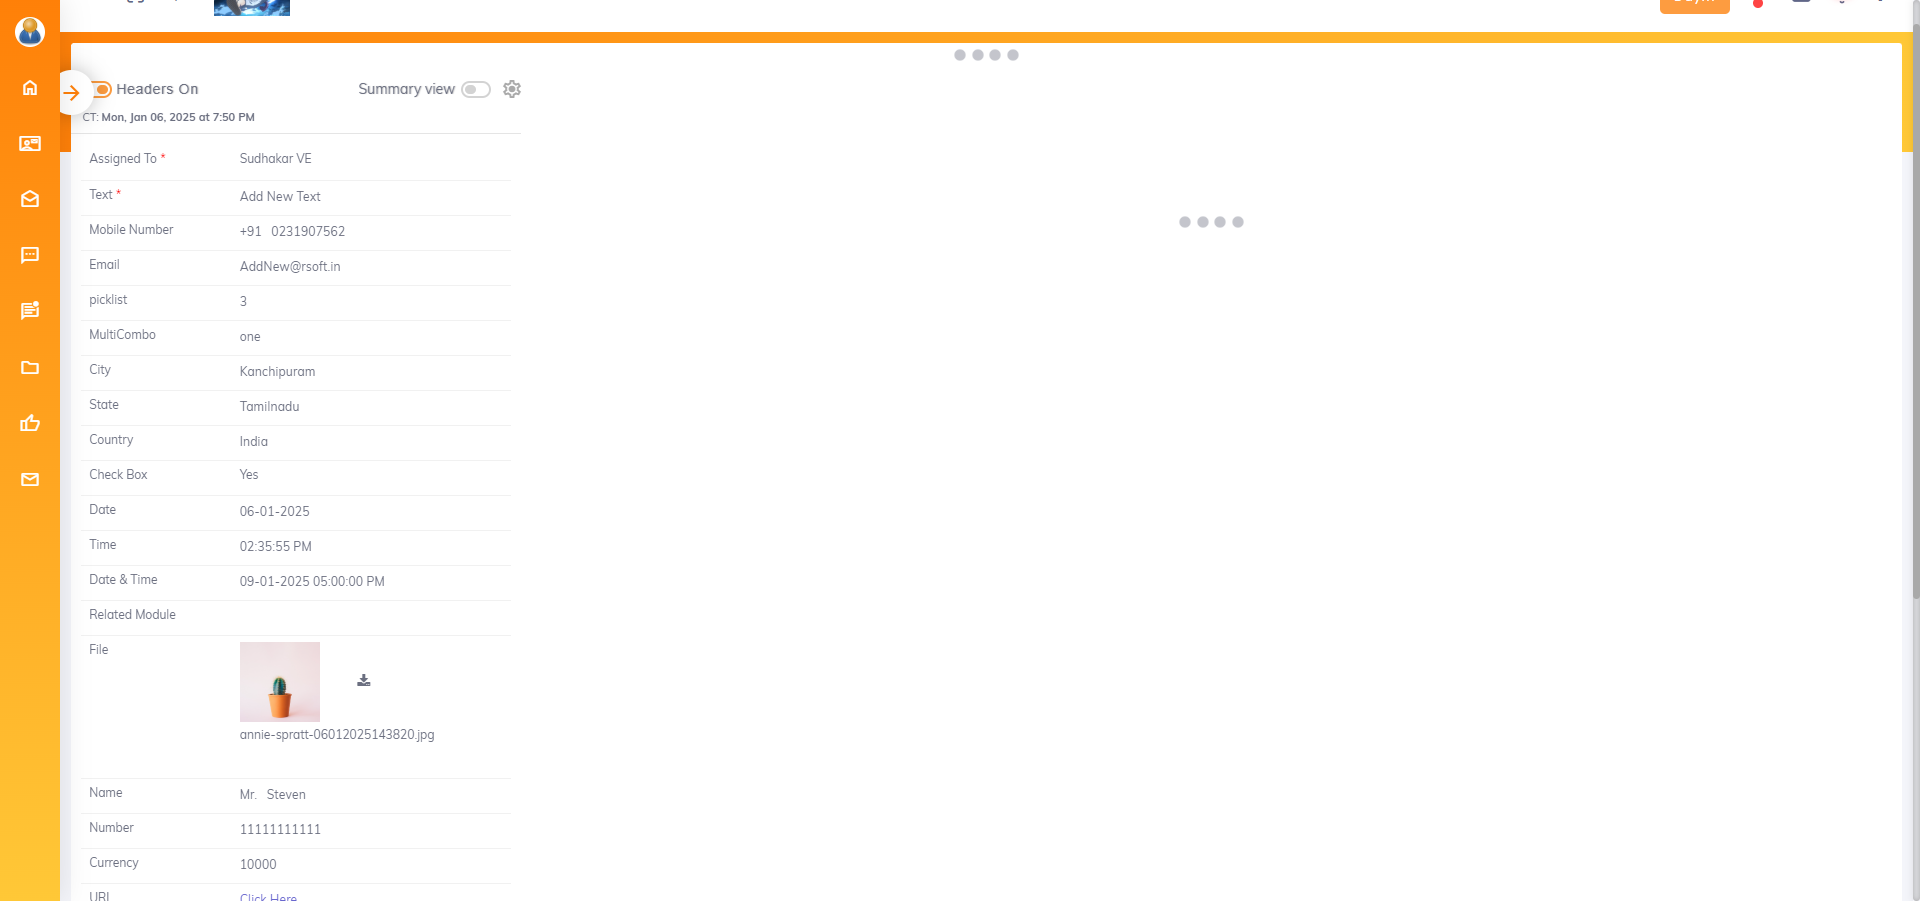 Headers On
Summary view
CT: Mon, Jan 06, 2025 at 7:50 PM
Assigned To * Sudhakar VE
Text * Add New Text
Mobile Number +91 0231907562
Email AddNew@rsoft.in
picklist 3
MultiCombo one
City Kanchipuram
State Tamilnadu
Country India
Check Box Yes
Date 06-01-2025
Time 02:35:55 PM
Date & Time 09-01-2025 05:00:00 PM
Related Module
File
annie-spratt-06012025143820.jpg
Name Mr. Steven
Number 11111111111
Currency 10000
URL Click Here